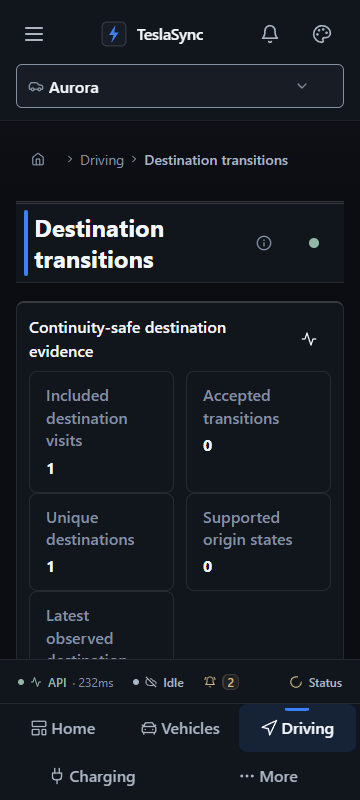 TeslaSync
Aurora
Driving
Destination transitions
Destination
transitions
Continuity-safe destination
evidence
Included
destination
visits
1
Accepted
transitions
0
Unique
destinations
1
Supported
origin states
0
Latest
observed
destination
API · 232ms
Idle
2
Status
Home
Vehicles
Driving
Charging
More